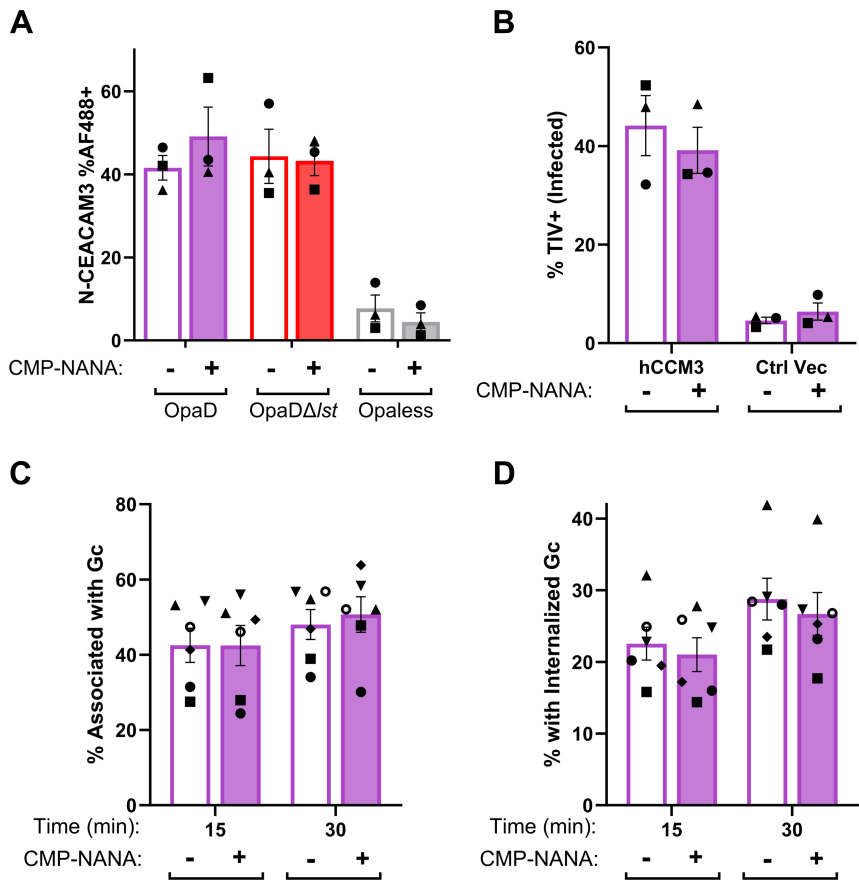 A
N-CEACAM3 %AF488+
60
40
20
0
CMP-NANA: - + - + - +
OpaD OpaDΔlst Opaless
B
% TIV+ (Infected)
60
40
20
0
hCCM3 Ctrl Vec
CMP-NANA: - + - +
C
% Associated with Gc
80
60
40
20
0
Time (min): 15 30
CMP-NANA: - + - +
D
% with Internalized Gc
40
30
20
10
0
Time (min): 15 30
CMP-NANA: - + - +